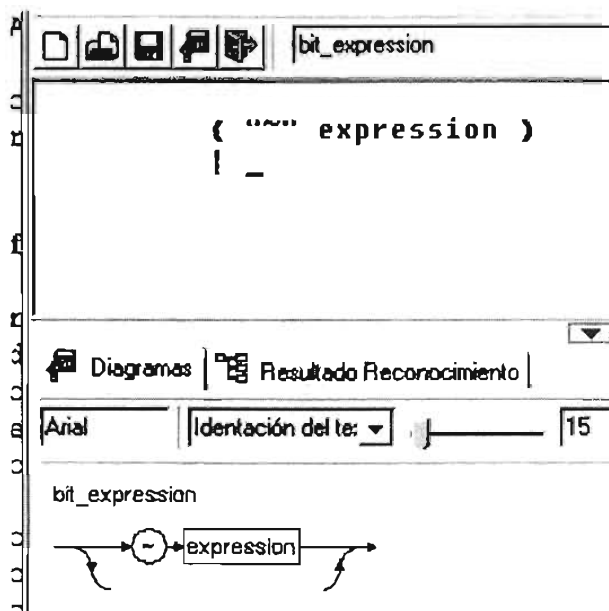 bit_expression
( "~" expression )
| _
Diagramas Resultado Reconocimiento
Arial Identación del te: 15
bit_expression
~ expression